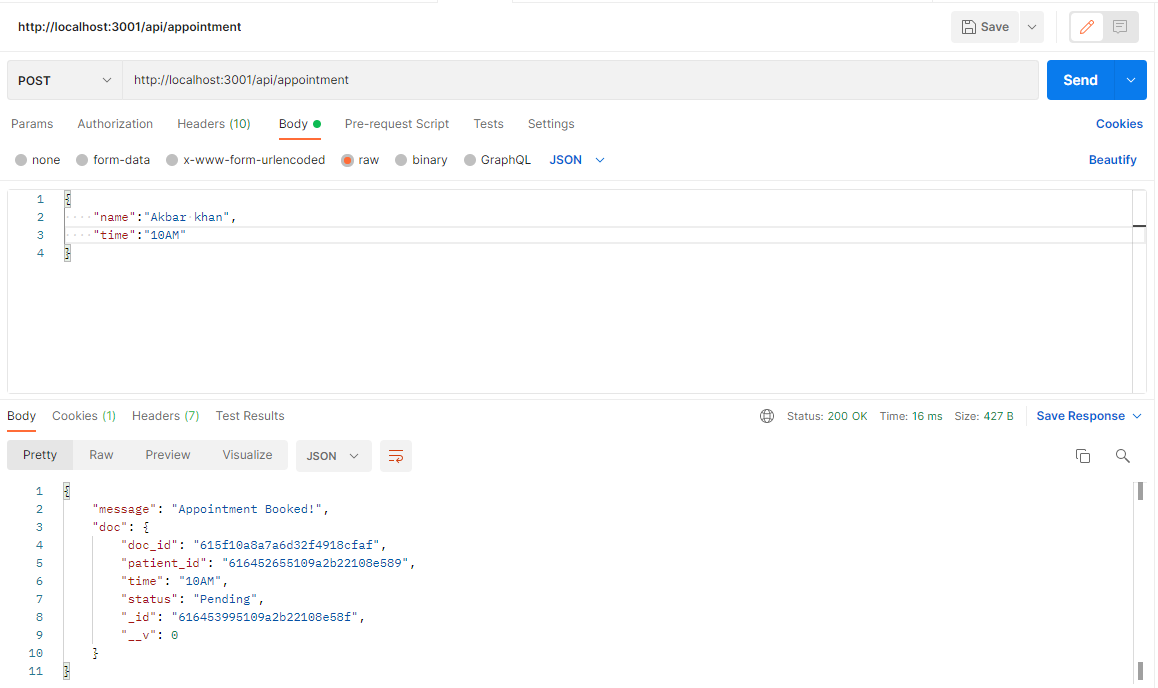 http://localhost:3001/api/appointment
Save
POST
http://localhost:3001/api/appointment
Send
Params Authorization Headers (10) Body Pre-request Script Tests Settings Cookies
none form-data x-www-form-urlencoded raw binary GraphQL JSON Beautify
1 {
2 "name":"Akbar khan",
3 "time":"10AM"
4 }
Body Cookies (1) Headers (7) Test Results Status: 200 OK Time: 16 ms Size: 427 B Save Response
Pretty Raw Preview Visualize JSON
1 {
2 "message": "Appointment Booked!",
3 "doc": {
4 "doc_id": "615f10a8a7a6d32f4918cfaf",
5 "patient_id": "616452655109a2b22108e589",
6 "time": "10AM",
7 "status": "Pending",
8 "_id": "616453995109a2b22108e58f",
9 "__v": 0
10 }
11 }